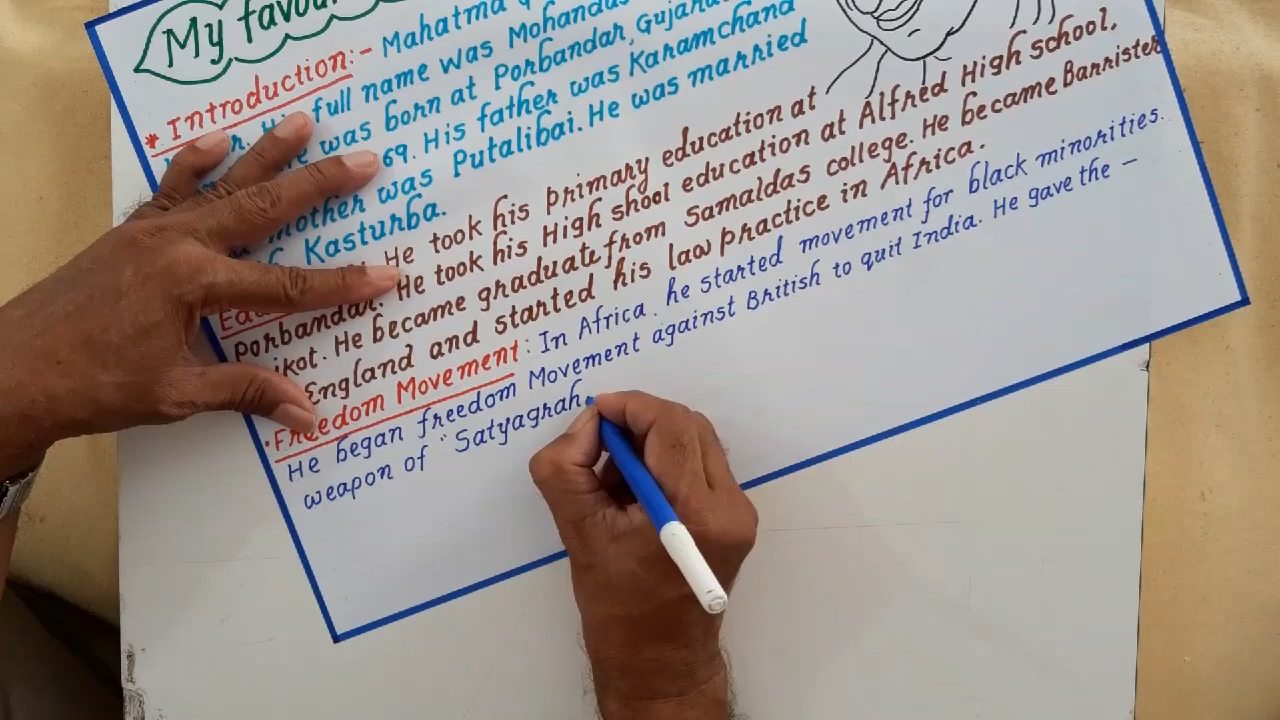 My favou
* Introduction:- Mahatma
full name was Mohandas
was born at Porbandar, Gujara
69. His father was Karamchand
mother was Putalibai. He was married
Kasturba.
He took his primary education at
porbandar. He took his High shool education at Alfred High school,
ikot. He became graduate from Samaldas college. He became Barrister
England and started his law practice in Africa.
• Freedom Movement: In Africa. he started movement for black minorities.
He began freedom Movement against British to quit India. He gave the –
weapon of "Satyagrah